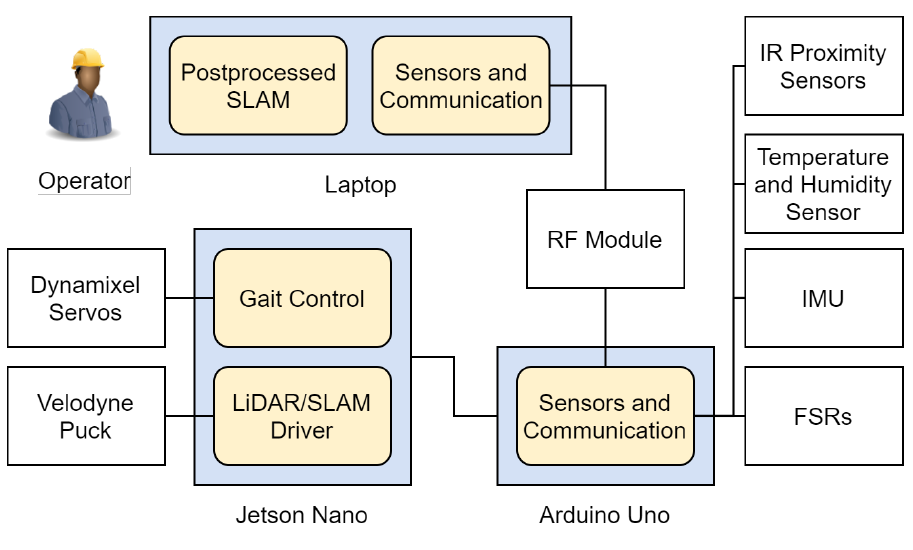 Postprocessed
SLAM
Sensors and
Communication
IR Proximity
Sensors
Operator
Laptop
Temperature
and Humidity
Sensor
RF Module
Dynamixel
Servos
Gait Control
IMU
Velodyne
Puck
LiDAR/SLAM
Driver
Sensors and
Communication
FSRs
Jetson Nano
Arduino Uno